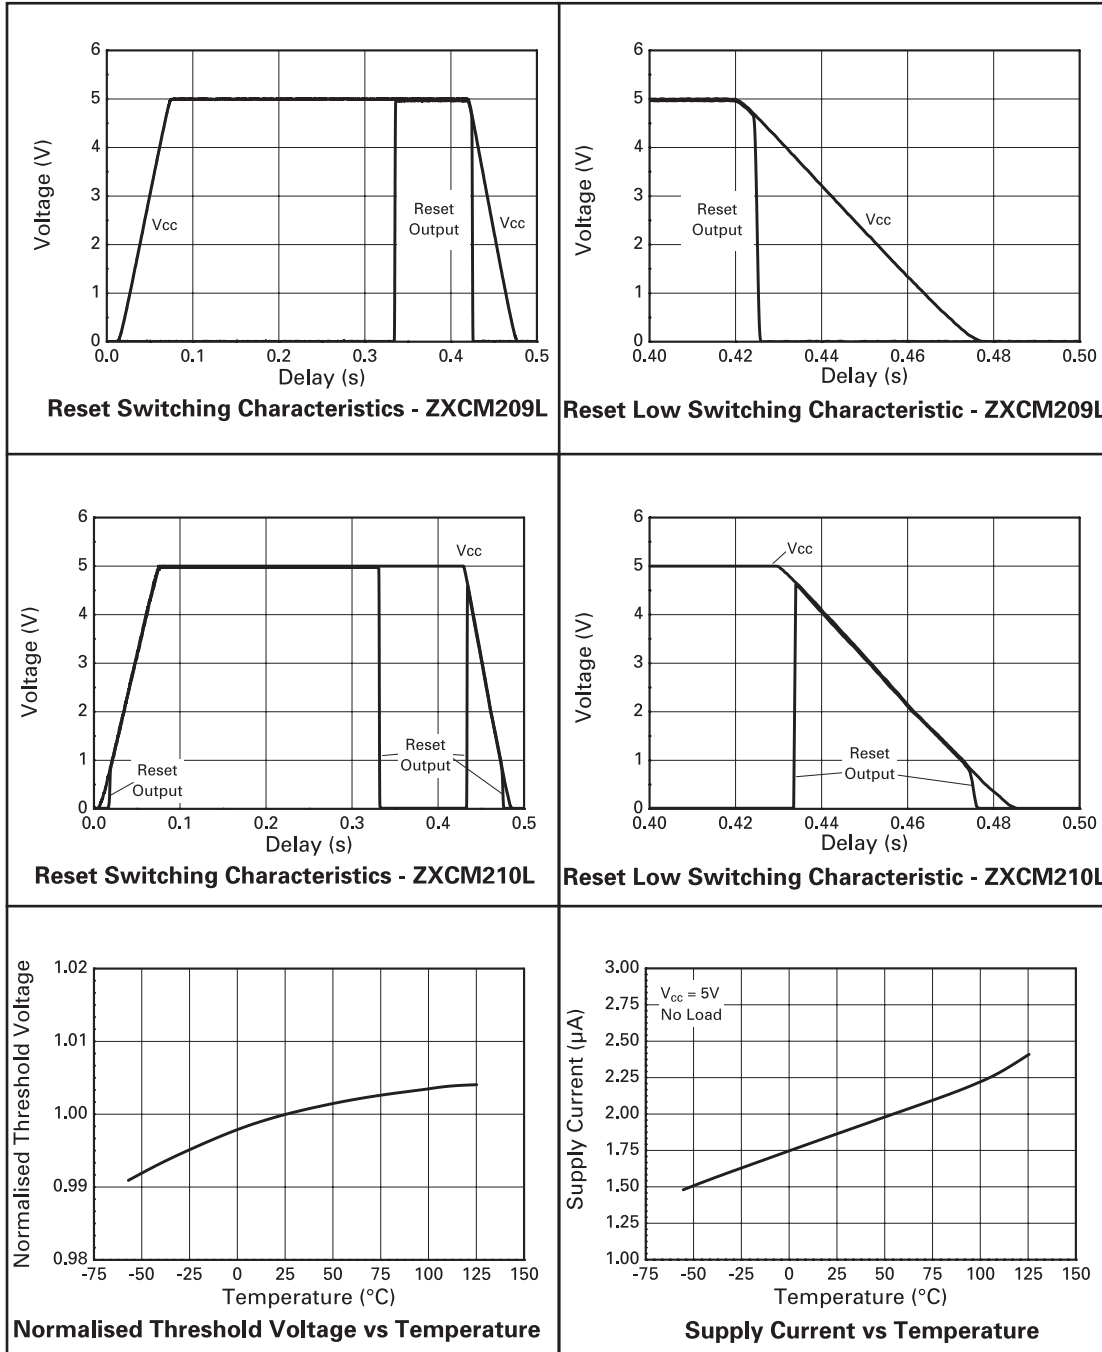 6
5
4
3
2
1
0
0.0 0.1 0.2 0.3 0.4 0.5
Voltage (V)
Vcc
Reset
Output
Vcc
Delay (s)
Reset Switching Characteristics - ZXCM209L
6
5
4
3
2
1
0
0.40 0.42 0.44 0.46 0.48 0.50
Voltage (V)
Reset
Output
Vcc
Delay (s)
Reset Low Switching Characteristic - ZXCM209L
6
5
4
3
2
1
0
0.0 0.1 0.2 0.3 0.4 0.5
Voltage (V)
Vcc
Reset
Output
Reset
Output
Delay (s)
Reset Switching Characteristics - ZXCM210L
6
5
4
3
2
1
0
0.40 0.42 0.44 0.46 0.48 0.50
Voltage (V)
Vcc
Reset
Output
Delay (s)
Reset Low Switching Characteristic - ZXCM210L
1.02
1.01
1.00
0.99
0.98
-75 -50 -25 0 25 50 75 100 125 150
Normalised Threshold Voltage
Temperature (°C)
Normalised Threshold Voltage vs Temperature
3.00
2.75
2.50
2.25
2.00
1.75
1.50
1.25
1.00
-75 -50 -25 0 25 50 75 100 125 150
Supply Current (µA)
Vcc = 5V
No Load
Temperature (°C)
Supply Current vs Temperature